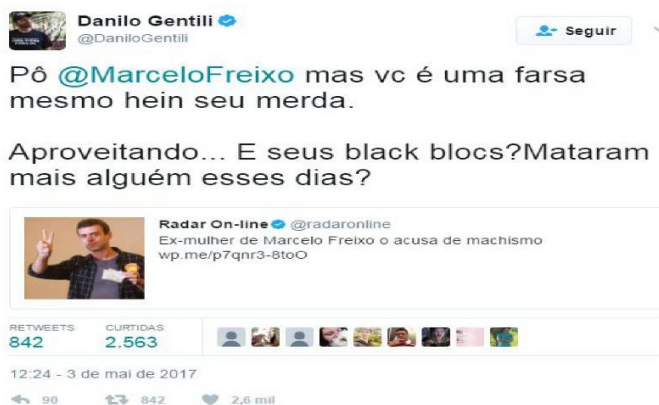 Danilo Gentili
@DaniloGentili
Seguir
Pô @MarceloFreixo mas vc é uma farsa
mesmo hein seu merda.
Aproveitando... E seus black blocs?Mataram
mais alguém esses dias?
Radar On-line @radaronline
Ex-mulher de Marcelo Freixo o acusa de machismo
wp.me/p7qnr3-8toO
RETWEETS CURTIDAS
842 2.563
12:24 - 3 de mai de 2017
90 842 2,6 mil